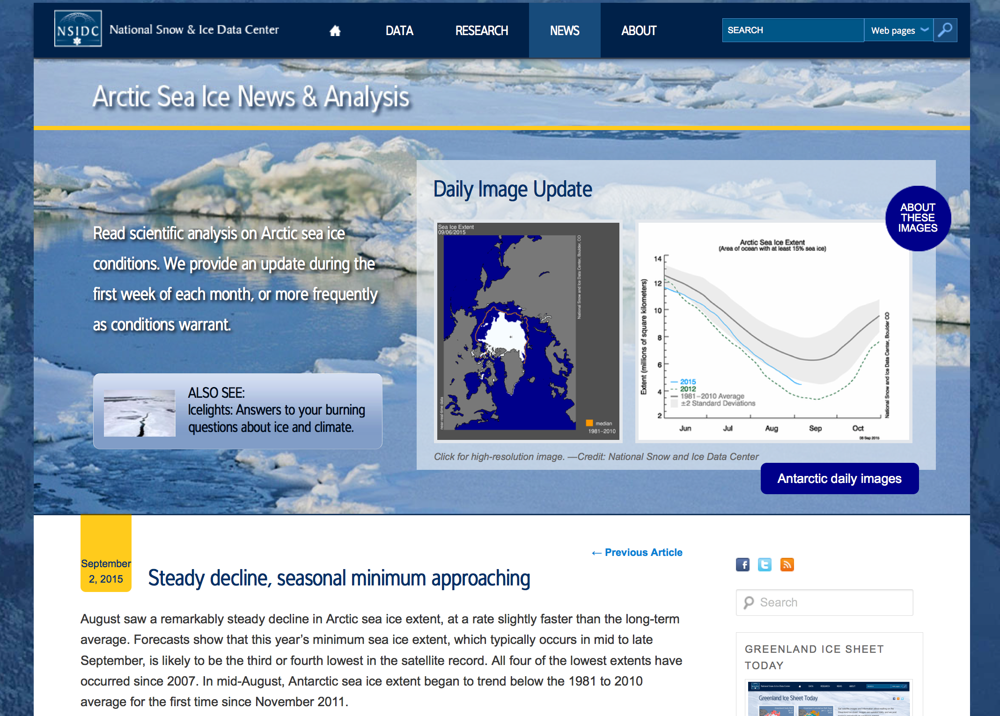 NSIDC
National Snow & Ice Data Center
DATA
RESEARCH
NEWS
ABOUT
SEARCH
Web pages
Arctic Sea Ice News & Analysis
Read scientific analysis on Arctic sea ice
conditions. We provide an update during the
first week of each month, or more frequently
as conditions warrant.
ALSO SEE:
Icelights: Answers to your burning
questions about ice and climate.
Daily Image Update
ABOUT
THESE
IMAGES
Sea Ice Extent
09/06/2015
National Snow and Ice Data Center, Boulder, CO
near-real-time data
median
1981–2010
Arctic Sea Ice Extent
(Area of ocean with at least 15% sea ice)
Extent (millions of square kilometers)
14
12
10
8
6
4
2
2015
2012
1981–2010 Average
±2 Standard Deviations
Jun
Jul
Aug
Sep
Oct
National Snow and Ice Data Center, Boulder CO
06 Sep 2015
Click for high-resolution image. —Credit: National Snow and Ice Data Center
Antarctic daily images
September
2, 2015
← Previous Article
Steady decline, seasonal minimum approaching
August saw a remarkably steady decline in Arctic sea ice extent, at a rate slightly faster than the long-term
average. Forecasts show that this year’s minimum sea ice extent, which typically occurs in mid to late
September, is likely to be the third or fourth lowest in the satellite record. All four of the lowest extents have
occurred since 2007. In mid-August, Antarctic sea ice extent began to trend below the 1981 to 2010
average for the first time since November 2011.
Search
GREENLAND ICE SHEET
TODAY
NSIDC National Snow & Ice Data Center
DATA
RESEARCH
NEWS
ABOUT
Greenland Ice Sheet Today